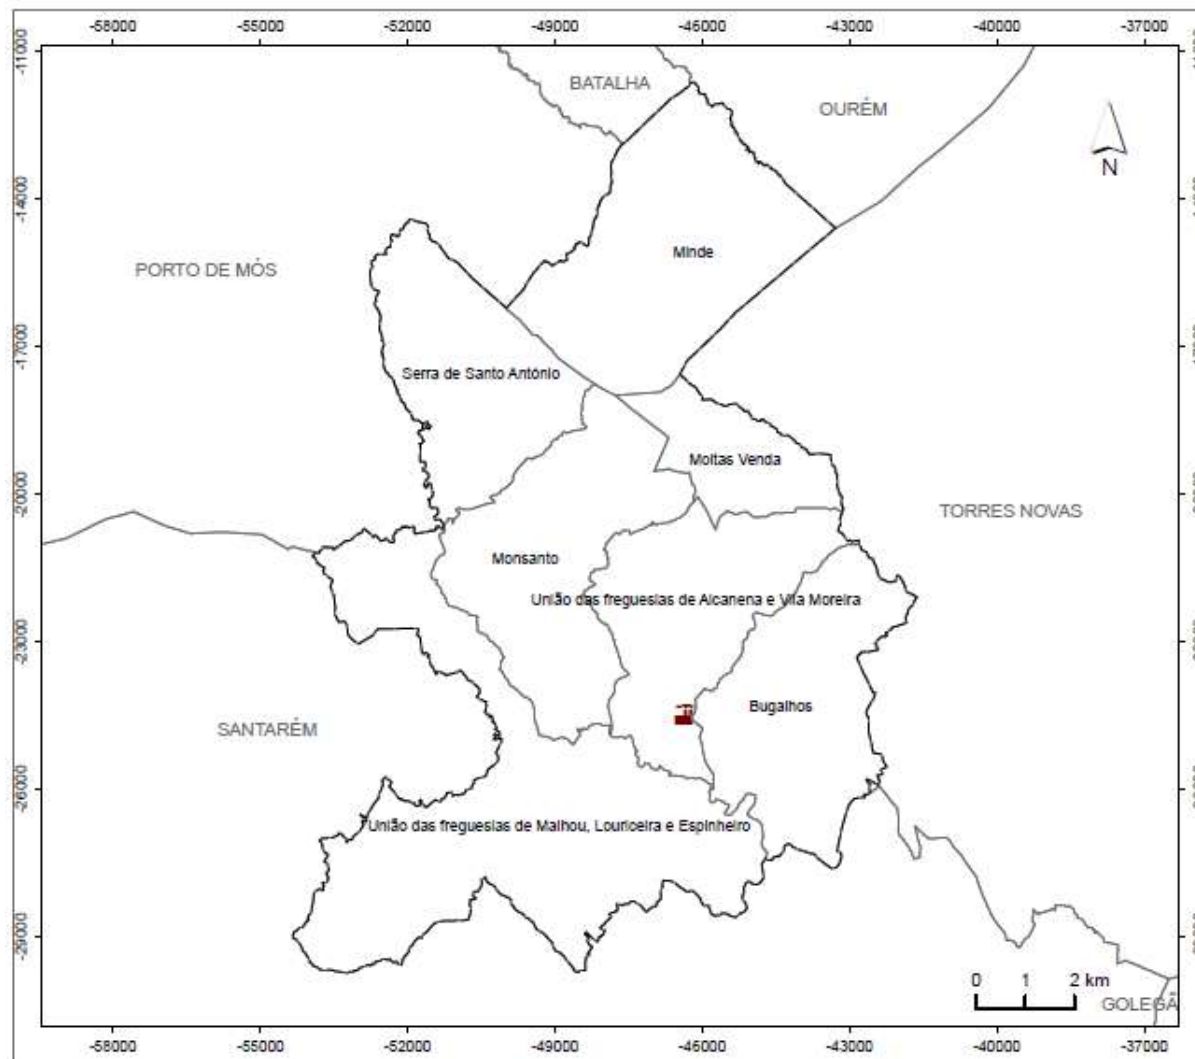 -58000 -55000 -52000 -49000 -46000 -43000 -40000 -37000
-11000
BATALHA
OURÉM
N
-14000
Minde
PORTO DE MÓS
-17000
Serra de Santo António
Moitas Venda
-20000
TORRES NOVAS
Monsanto
União das freguesias de Alcanena e Vila Moreira
-23000
Bugalhos
SANTARÉM
-26000
União das freguesias de Malhou, Louriceira e Espinheiro
-29000
0 1 2 km
GOLEGÃ
-58000 -55000 -52000 -49000 -46000 -43000 -40000 -37000